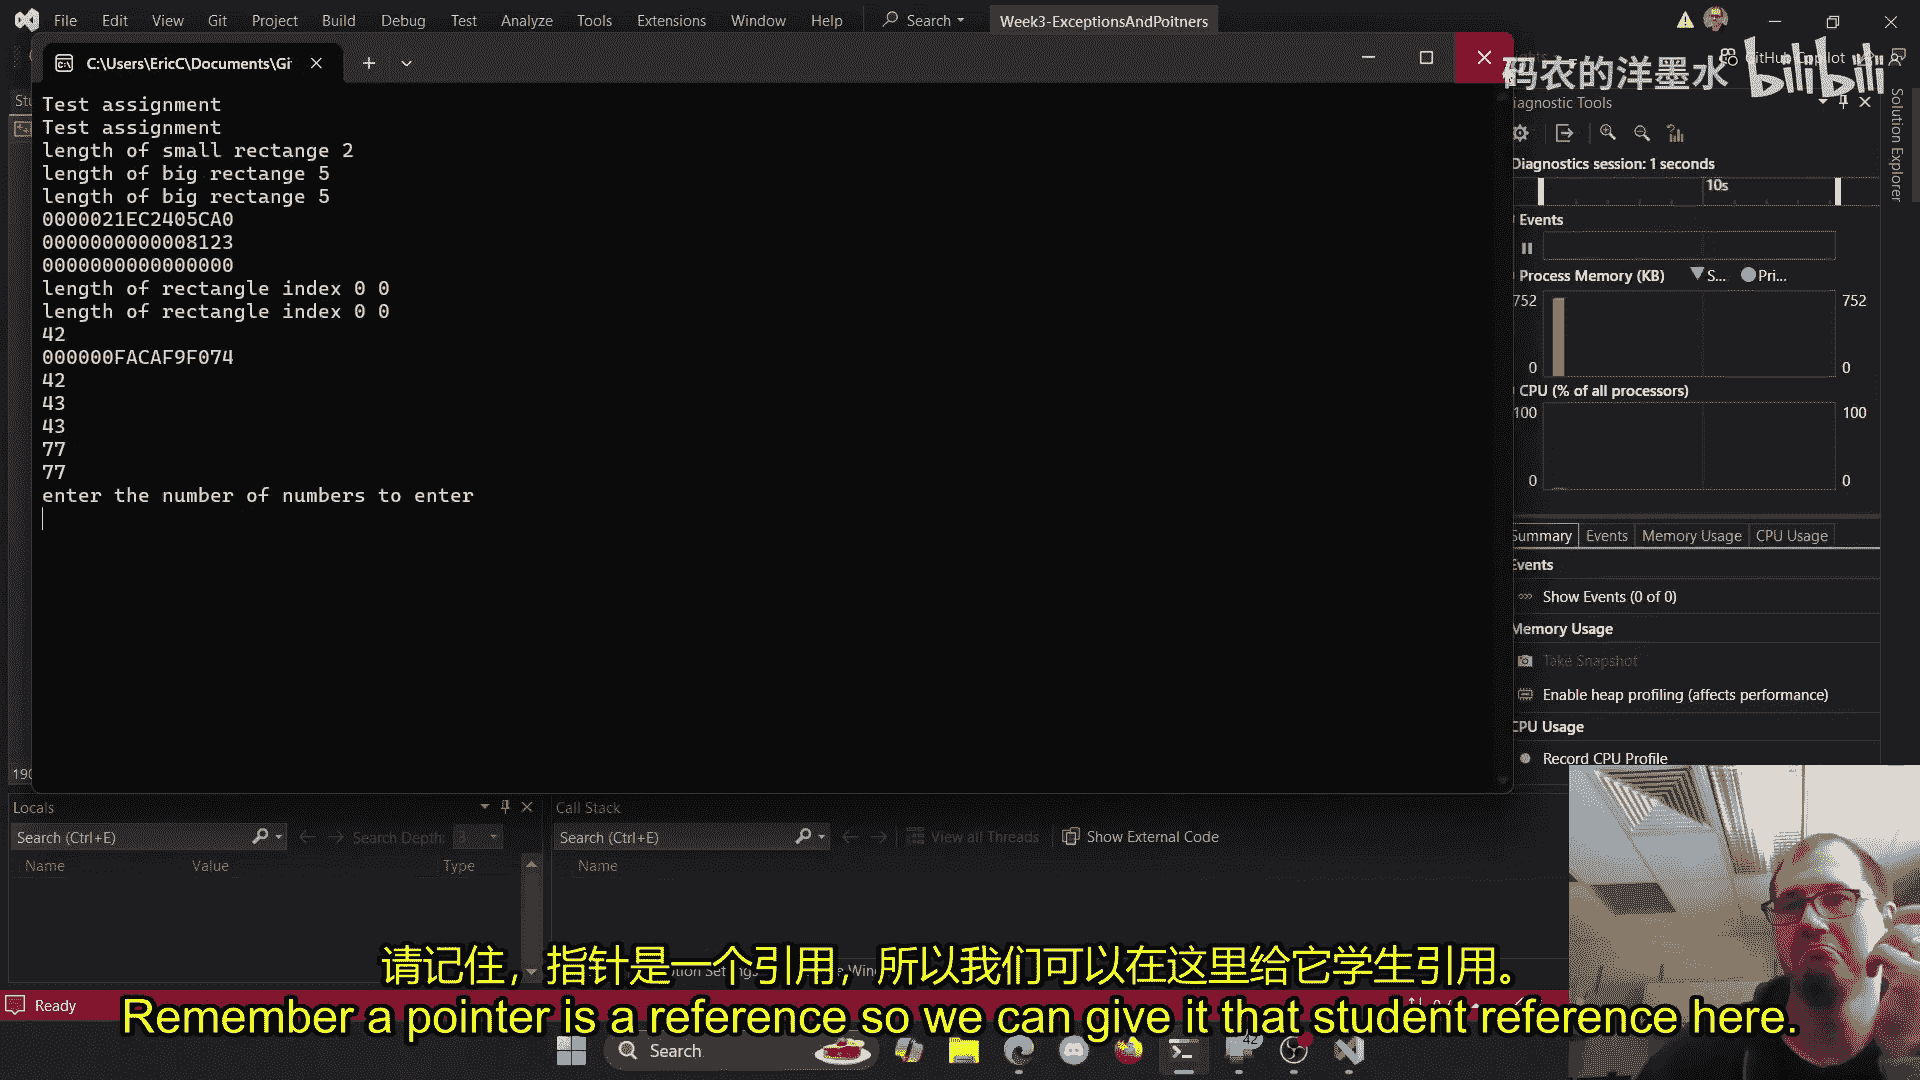 File Edit View Git Project Build Debug Test Analyze Tools Extensions Window Help Search Week3-ExceptionsAndPoitners
C:\Users\EricC\Documents\Gi
GitHub Copilot
码农的洋墨水 bilibili
Test assignment
Test assignment
length of small rectange 2
length of big rectange 5
length of big rectange 5
0000021EC2405CA0
0000000000008123
0000000000000000
length of rectangle index 0 0
length of rectangle index 0 0
42
000000FACAF9F074
42
43
43
77
77
enter the number of numbers to enter
iagnostic Tools
Solution Explorer
Diagnostics session: 1 seconds
10s
Events
Process Memory (KB) S... Pri...
752 752
0 0
CPU (% of all processors)
100 100
0 0
Summary Events Memory Usage CPU Usage
Events
Show Events (0 of 0)
Memory Usage
Take Snapshot
Enable heap profiling (affects performance)
CPU Usage
Record CPU Profile
190
Locals
Search (Ctrl+E) Search Depth: 3
Name Value Type
Call Stack
Search (Ctrl+E) View all Threads Show External Code
Name
请记住，指针是一个引用，所以我们可以在这里给它学生引用。
Remember a pointer is a reference so we can give it that student reference here.
Ready
Search
42